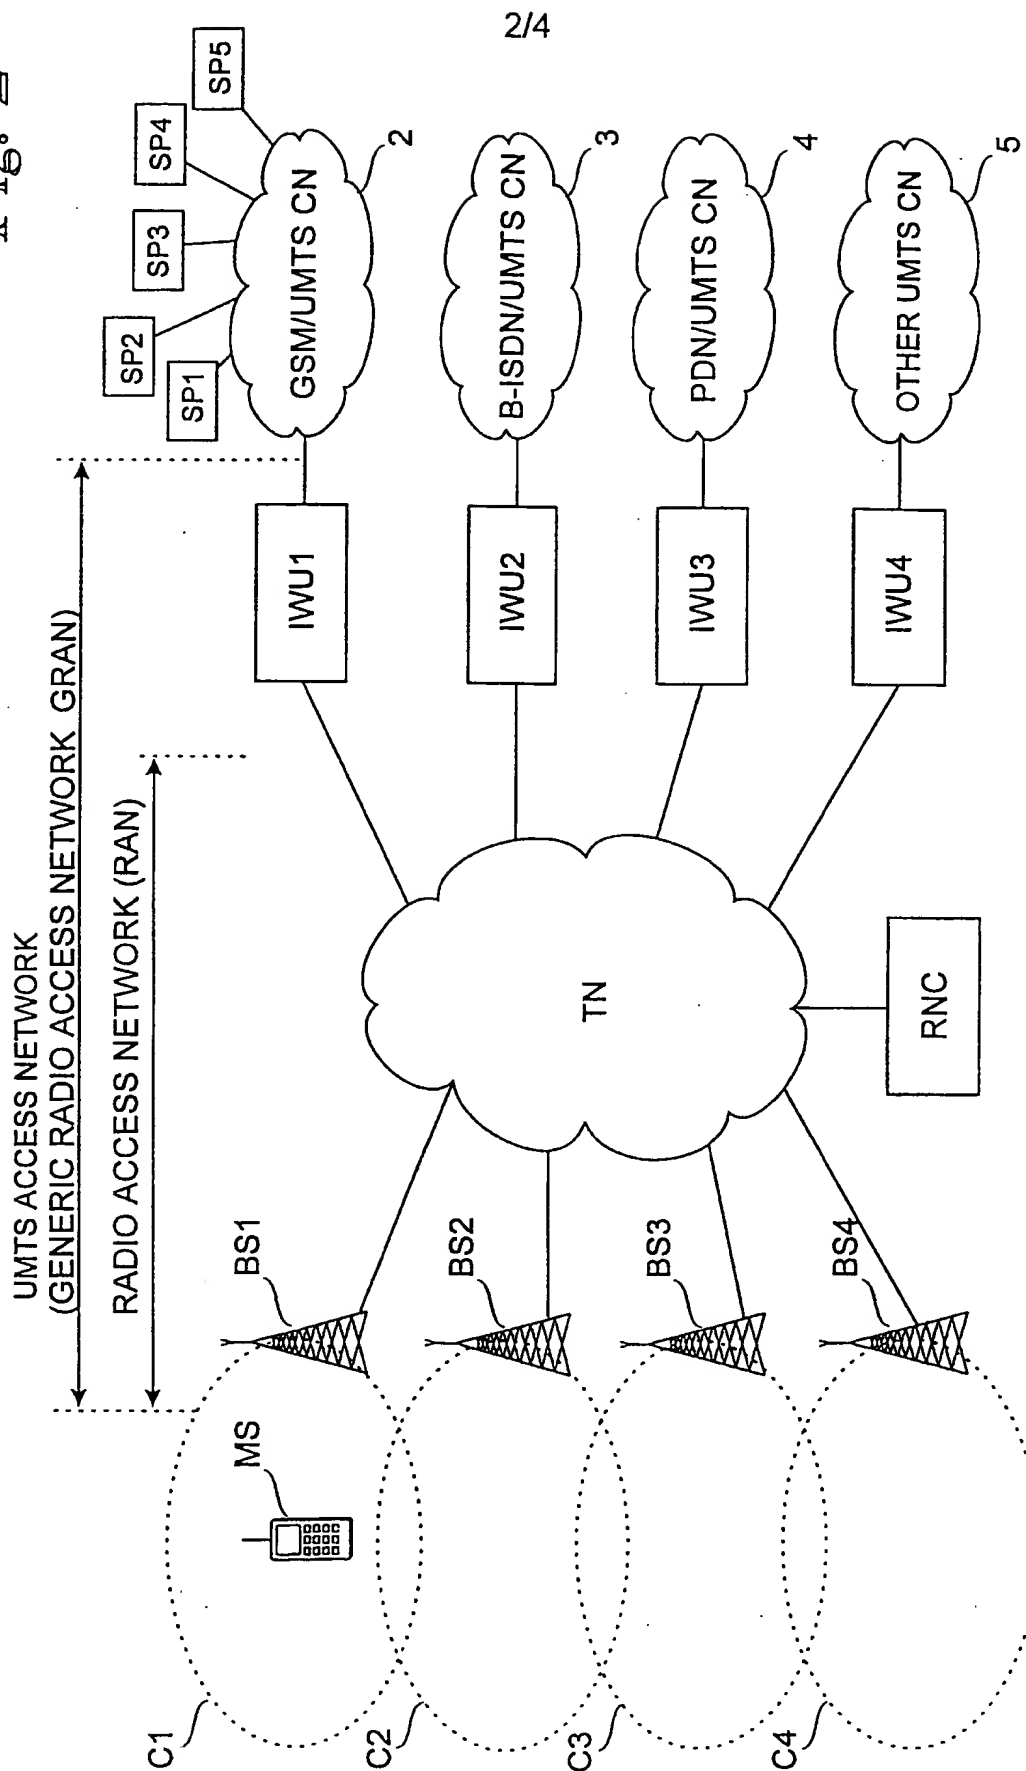 2/4
Fig. 2
UMTS ACCESS NETWORK
(GENERIC RADIO ACCESS NETWORK GRAN)
RADIO ACCESS NETWORK (RAN)
C1
MS
BS1
IWU1
GSM/UMTS CN
2
SP1
SP2
SP3
SP4
SP5
C2
BS2
IWU2
B-ISDN/UMTS CN
3
TN
C3
BS3
IWU3
PDN/UMTS CN
4
C4
BS4
RNC
IWU4
OTHER UMTS CN
5